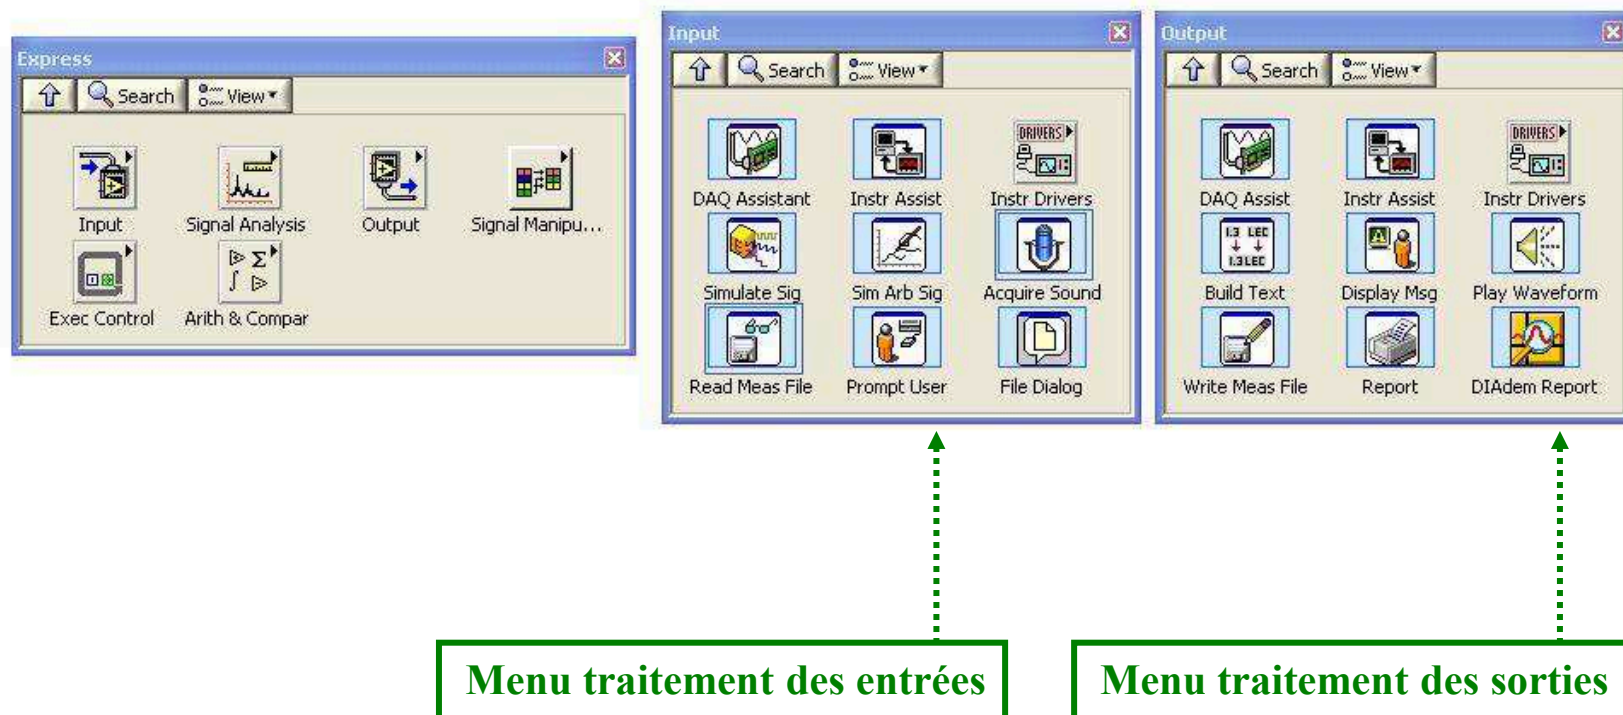 Express
Search View
Input Signal Analysis Output Signal Manipu...
Exec Control Arith & Compar
Input
Search View
DRIVERS
DAQ Assistant Instr Assist Instr Drivers
Simulate Sig Sim Arb Sig Acquire Sound
Read Meas File Prompt User File Dialog
Output
Search View
DRIVERS
DAQ Assist Instr Assist Instr Drivers
1.3 LEC
1.3LEC
Build Text Display Msg Play Waveform
Write Meas File Report DIAdem Report
Menu traitement des entrées
Menu traitement des sorties